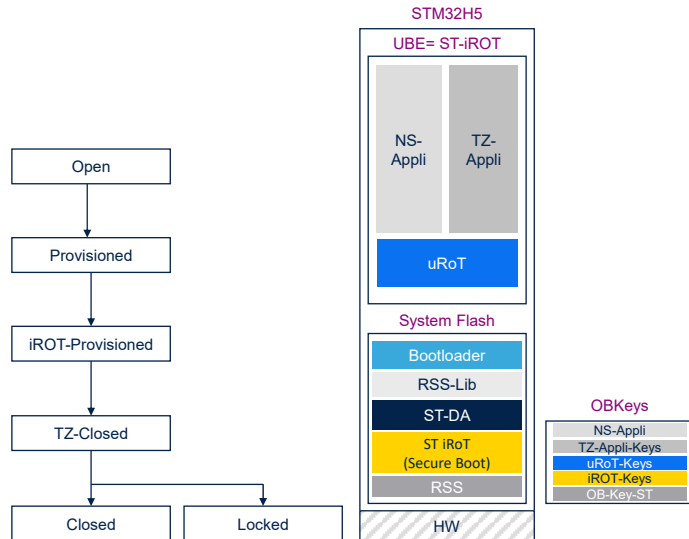 Open
Provisioned
iROT-Provisioned
TZ-Closed
Closed
Locked
STM32H5
UBE= ST-iROT
NS-
Appli
TZ-
Appli
uRoT
System Flash
Bootloader
RSS-Lib
ST-DA
ST iRoT
(Secure Boot)
RSS
HW
OBKeys
NS-Appli
TZ-Appli-Keys
uRoT-Keys
iROT-Keys
OB-Key-ST